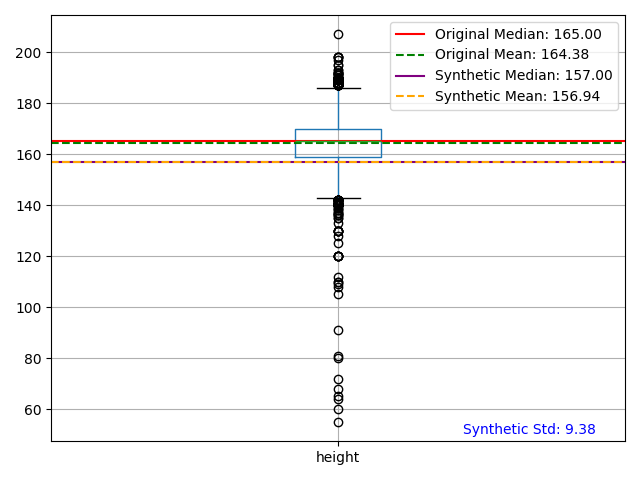 Original Median: 165.00
Original Mean: 164.38
Synthetic Median: 157.00
Synthetic Mean: 156.94
200
180
160
140
120
100
80
60
Synthetic Std: 9.38
height